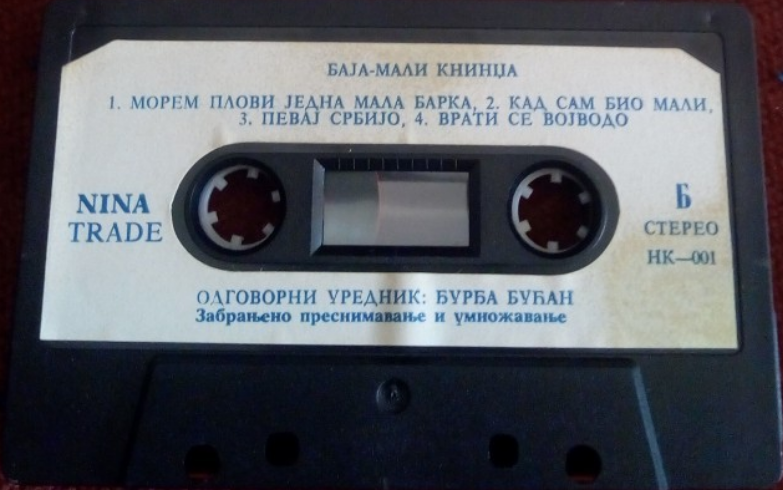 БАЈА-МАЛИ КНИНЏА
1. МОРЕМ ПЛОВИ ЈЕДНА МАЛА БАРКА, 2. КАД САМ БИО МАЛИ,
3. ПЕВАЈ СРБИЈО, 4. ВРАТИ СЕ ВОЈВОДО
NINA
TRADE
Б
СТЕРЕО
НК—001
ОДГОВОРНИ УРЕДНИК: ЂУРЂА БУЋАН
Забрањено преснимавање и умножавање